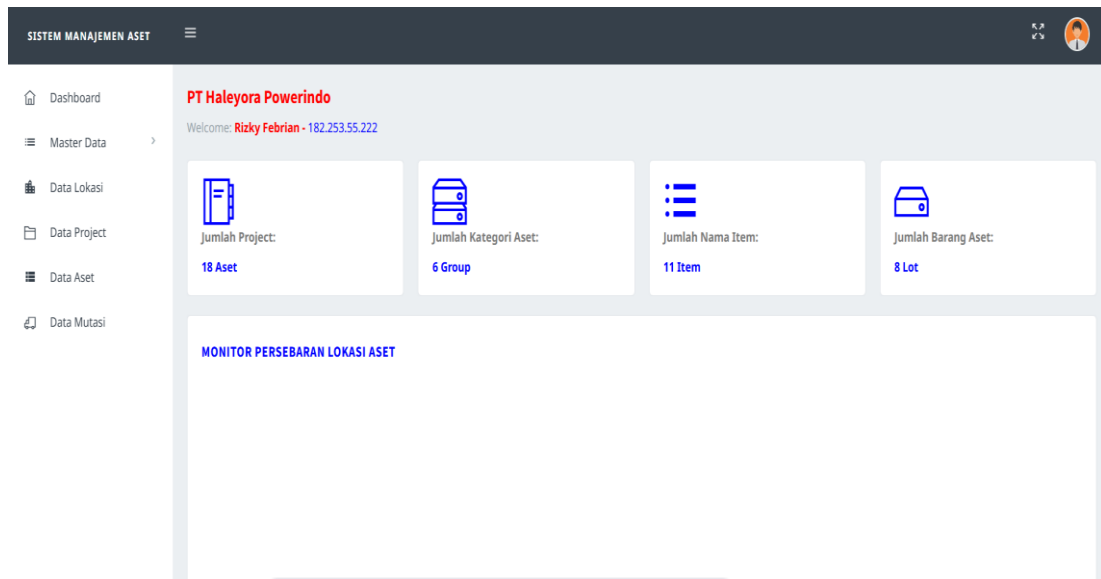 SISTEM MANAJEMEN ASET
Dashboard
Master Data
Data Lokasi
Data Project
Data Aset
Data Mutasi
PT Haleyora Powerindo
Welcome: Rizky Febrian - 182.253.55.222
Jumlah Project:
18 Aset
Jumlah Kategori Aset:
6 Group
Jumlah Nama Item:
11 Item
Jumlah Barang Aset:
8 Lot
MONITOR PERSEBARAN LOKASI ASET